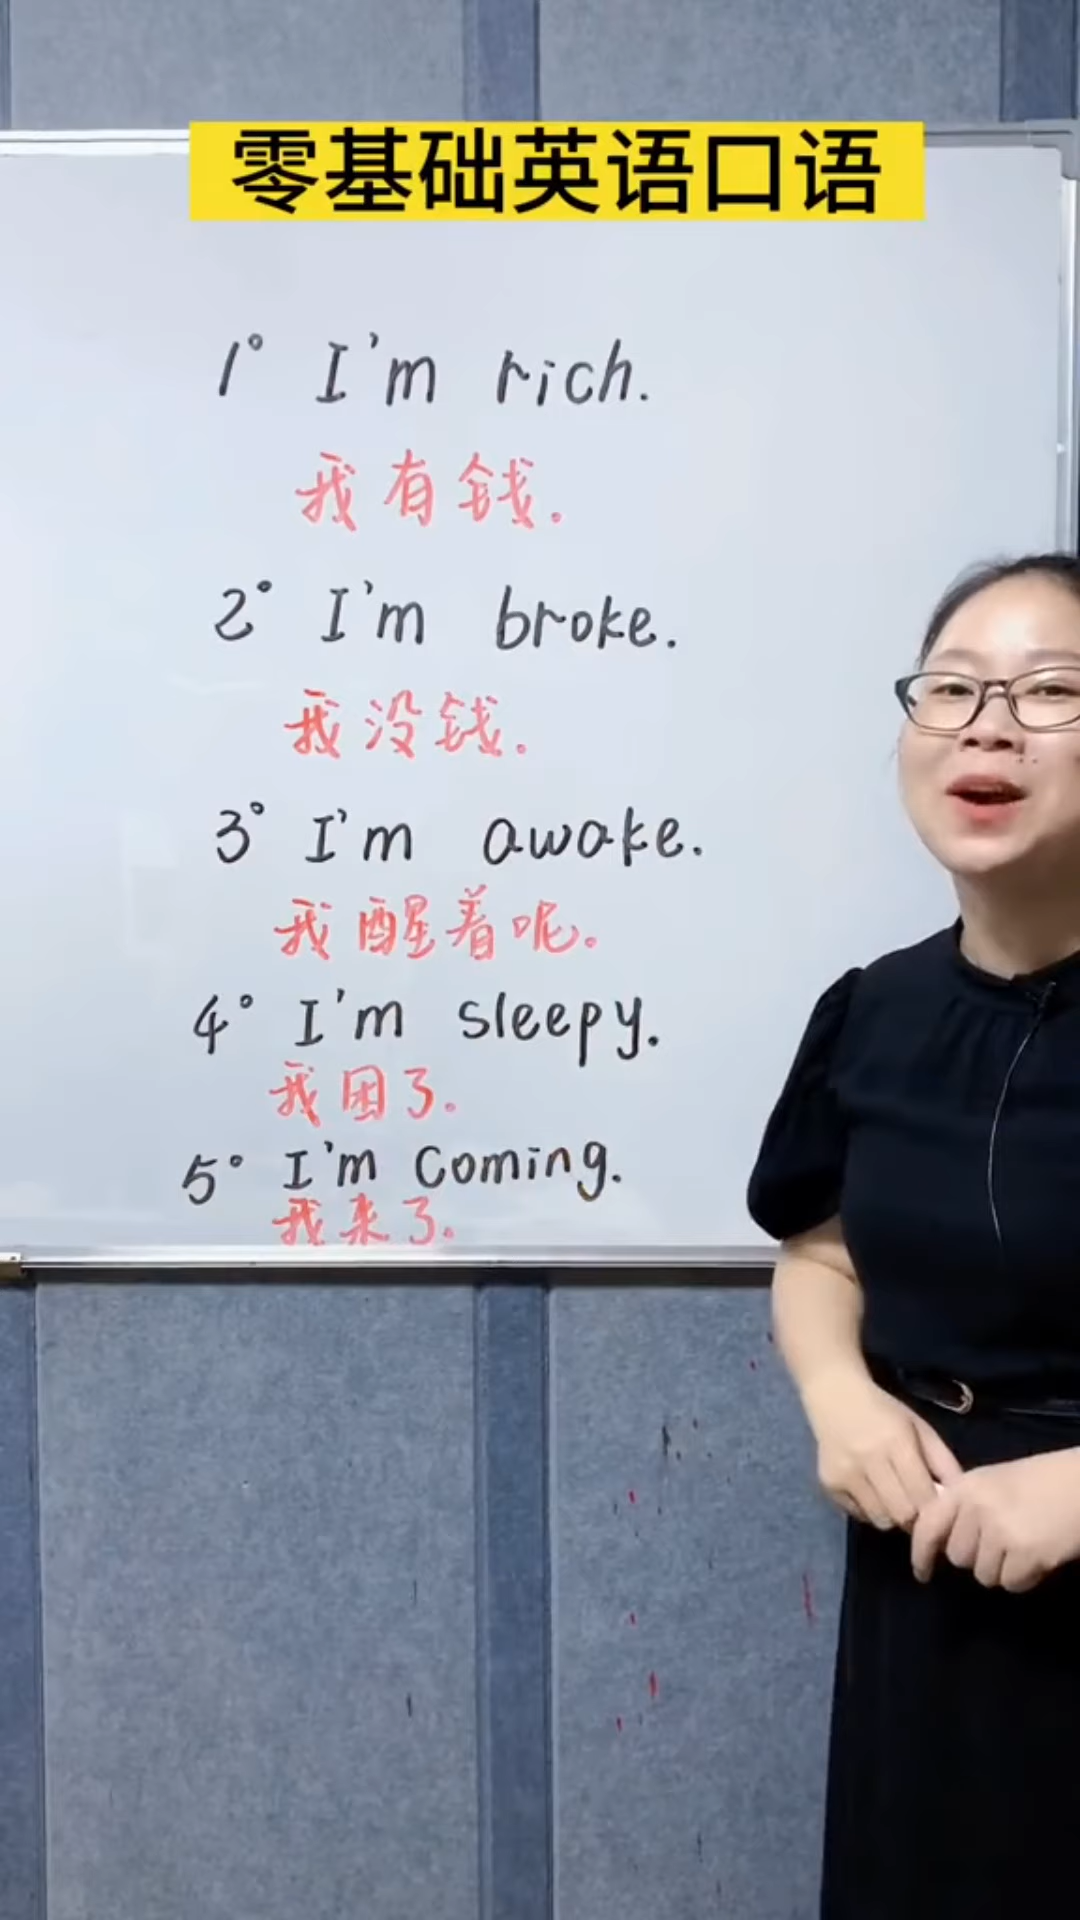 零基础英语口语
1° I'm rich.
我有钱.
2° I'm broke.
我没钱.
3° I'm awake.
我醒着呢。
4° I'm sleepy.
我困了。
5° I'm coming.
我来了。